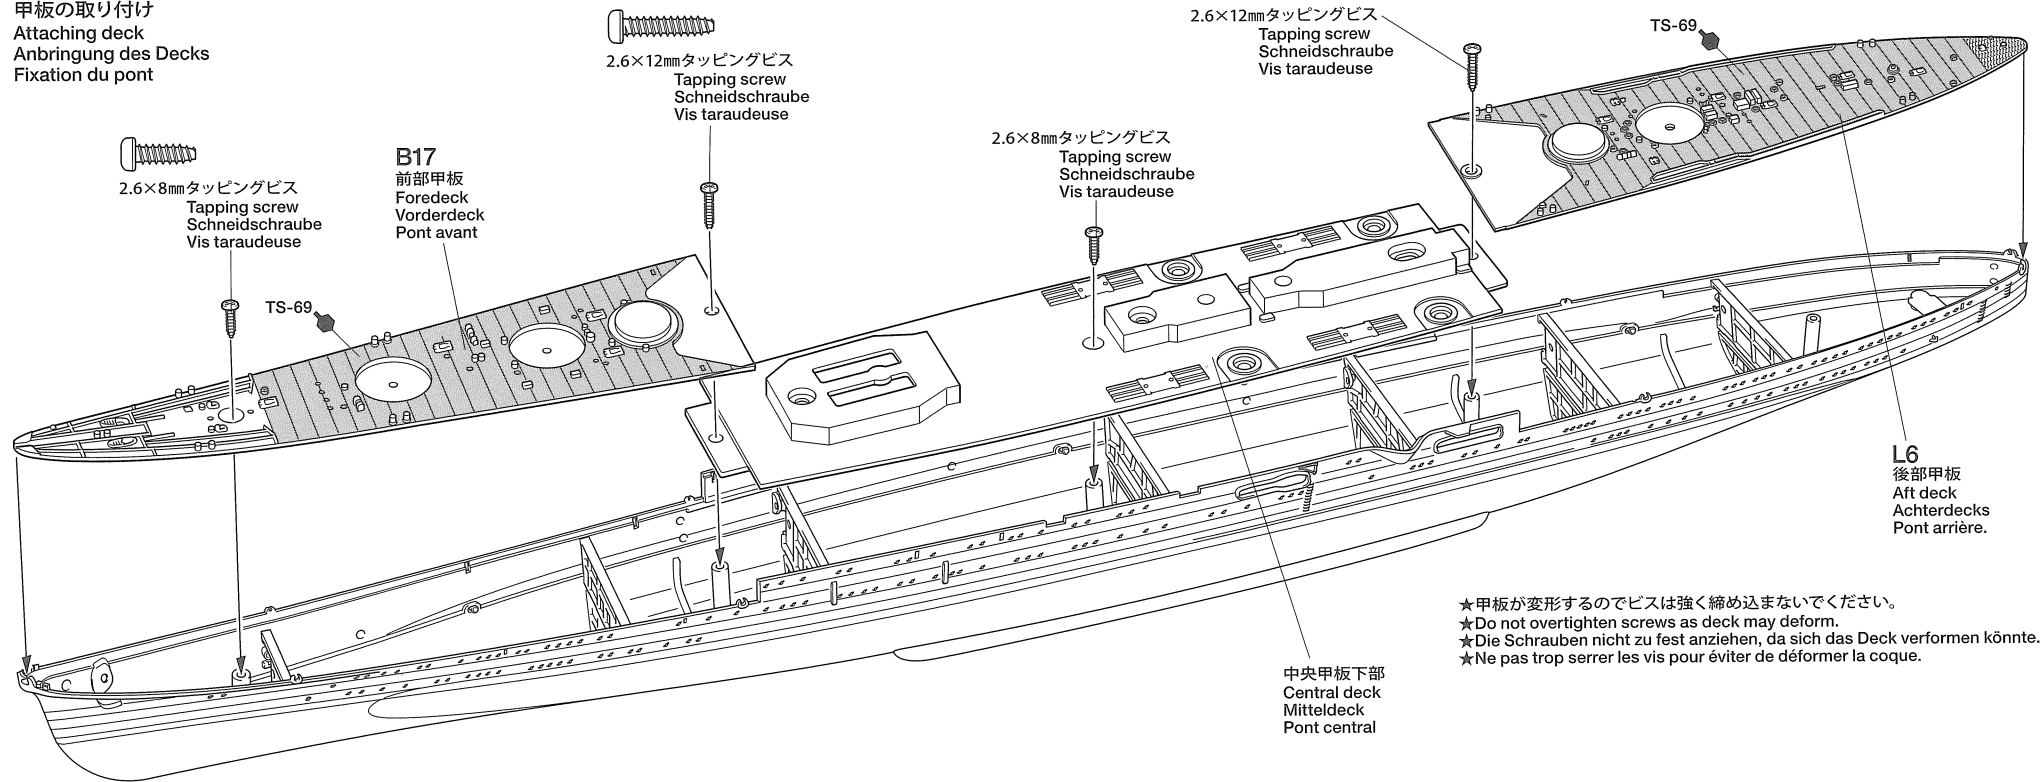 甲板の取り付け
Attaching deck
Anbringung des Decks
Fixation du pont
2.6×8㎜タッピングビス
Tapping screw
Schneidschraube
Vis taraudeuse
TS-69
B17
前部甲板
Foredeck
Vorderdeck
Pont avant
2.6×12㎜タッピングビス
Tapping screw
Schneidschraube
Vis taraudeuse
2.6×8㎜タッピングビス
Tapping screw
Schneidschraube
Vis taraudeuse
2.6×12㎜タッピングビス
Tapping screw
Schneidschraube
Vis taraudeuse
TS-69
L6
後部甲板
Aft deck
Achterdecks
Pont arrière.
中央甲板下部
Central deck
Mitteldeck
Pont central
★甲板が変形するのでビスは強く締め込まないでください。
★Do not overtighten screws as deck may deform.
★Die Schrauben nicht zu fest anziehen, da sich das Deck verformen könnte.
★Ne pas trop serrer les vis pour éviter de déformer la coque.